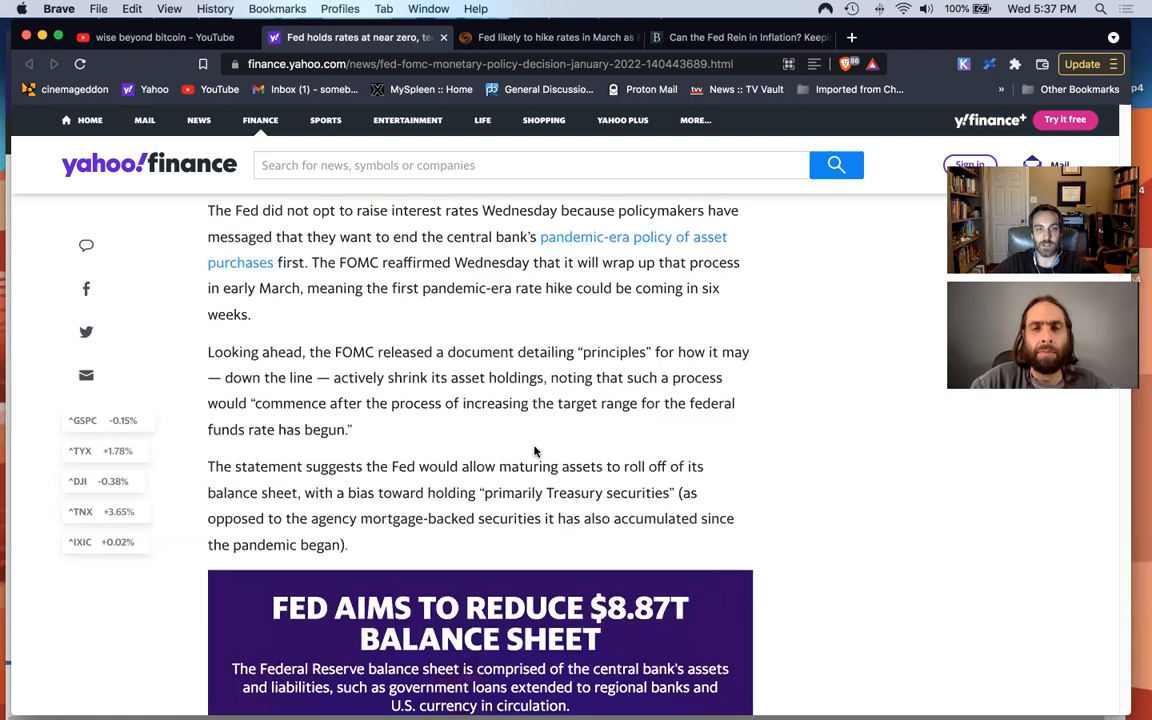 Brave File Edit View History Bookmarks Profiles Tab Window Help 100% Wed 5:37 PM
wise beyond bitcoin - YouTube Fed holds rates at near zero, te Fed likely to hike rates in March as Can the Fed Rein in Inflation? Keepi
finance.yahoo.com/news/fed-fomc-monetary-policy-decision-january-2022-140443689.html 86 K Update
cinemageddon Yahoo YouTube Inbox (1) – someb... MySpleen :: Home General Discussio... Proton Mail tvv News :: TV Vault Imported from Ch... » Other Bookmarks
HOME MAIL NEWS FINANCE SPORTS ENTERTAINMENT LIFE SHOPPING YAHOO PLUS MORE... y!finance+ Try it free
yahoo!finance Search for news, symbols or companies Sign in Mail
The Fed did not opt to raise interest rates Wednesday because policymakers have
messaged that they want to end the central bank's pandemic-era policy of asset
purchases first. The FOMC reaffirmed Wednesday that it will wrap up that process
in early March, meaning the first pandemic-era rate hike could be coming in six
weeks.
Looking ahead, the FOMC released a document detailing “principles” for how it may
— down the line — actively shrink its asset holdings, noting that such a process
would “commence after the process of increasing the target range for the federal
funds rate has begun.”
The statement suggests the Fed would allow maturing assets to roll off of its
balance sheet, with a bias toward holding “primarily Treasury securities” (as
opposed to the agency mortgage-backed securities it has also accumulated since
the pandemic began).
^GSPC -0.15%
^TYX +1.78%
^DJI -0.38%
^TNX +3.65%
^IXIC +0.02%
FED AIMS TO REDUCE $8.87T
BALANCE SHEET
The Federal Reserve balance sheet is comprised of the central bank's assets
and liabilities, such as government loans extended to regional banks and
U.S. currency in circulation.